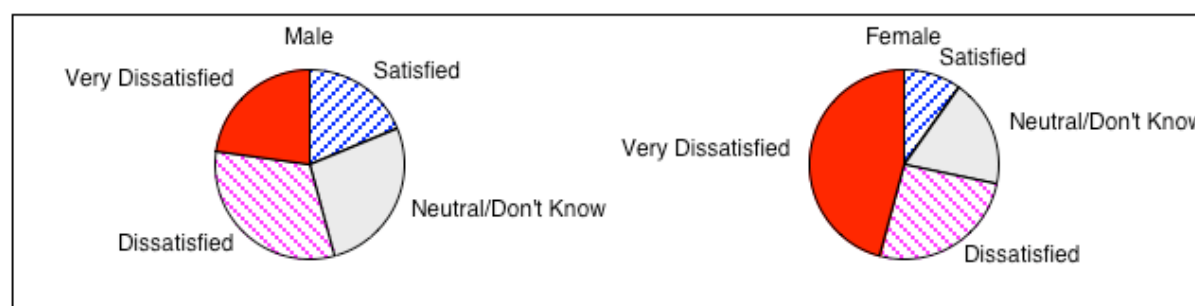 Male
Very Dissatisfied
Satisfied
Neutral/Don't Know
Dissatisfied
Female
Satisfied
Neutral/Don't Know
Very Dissatisfied
Dissatisfied